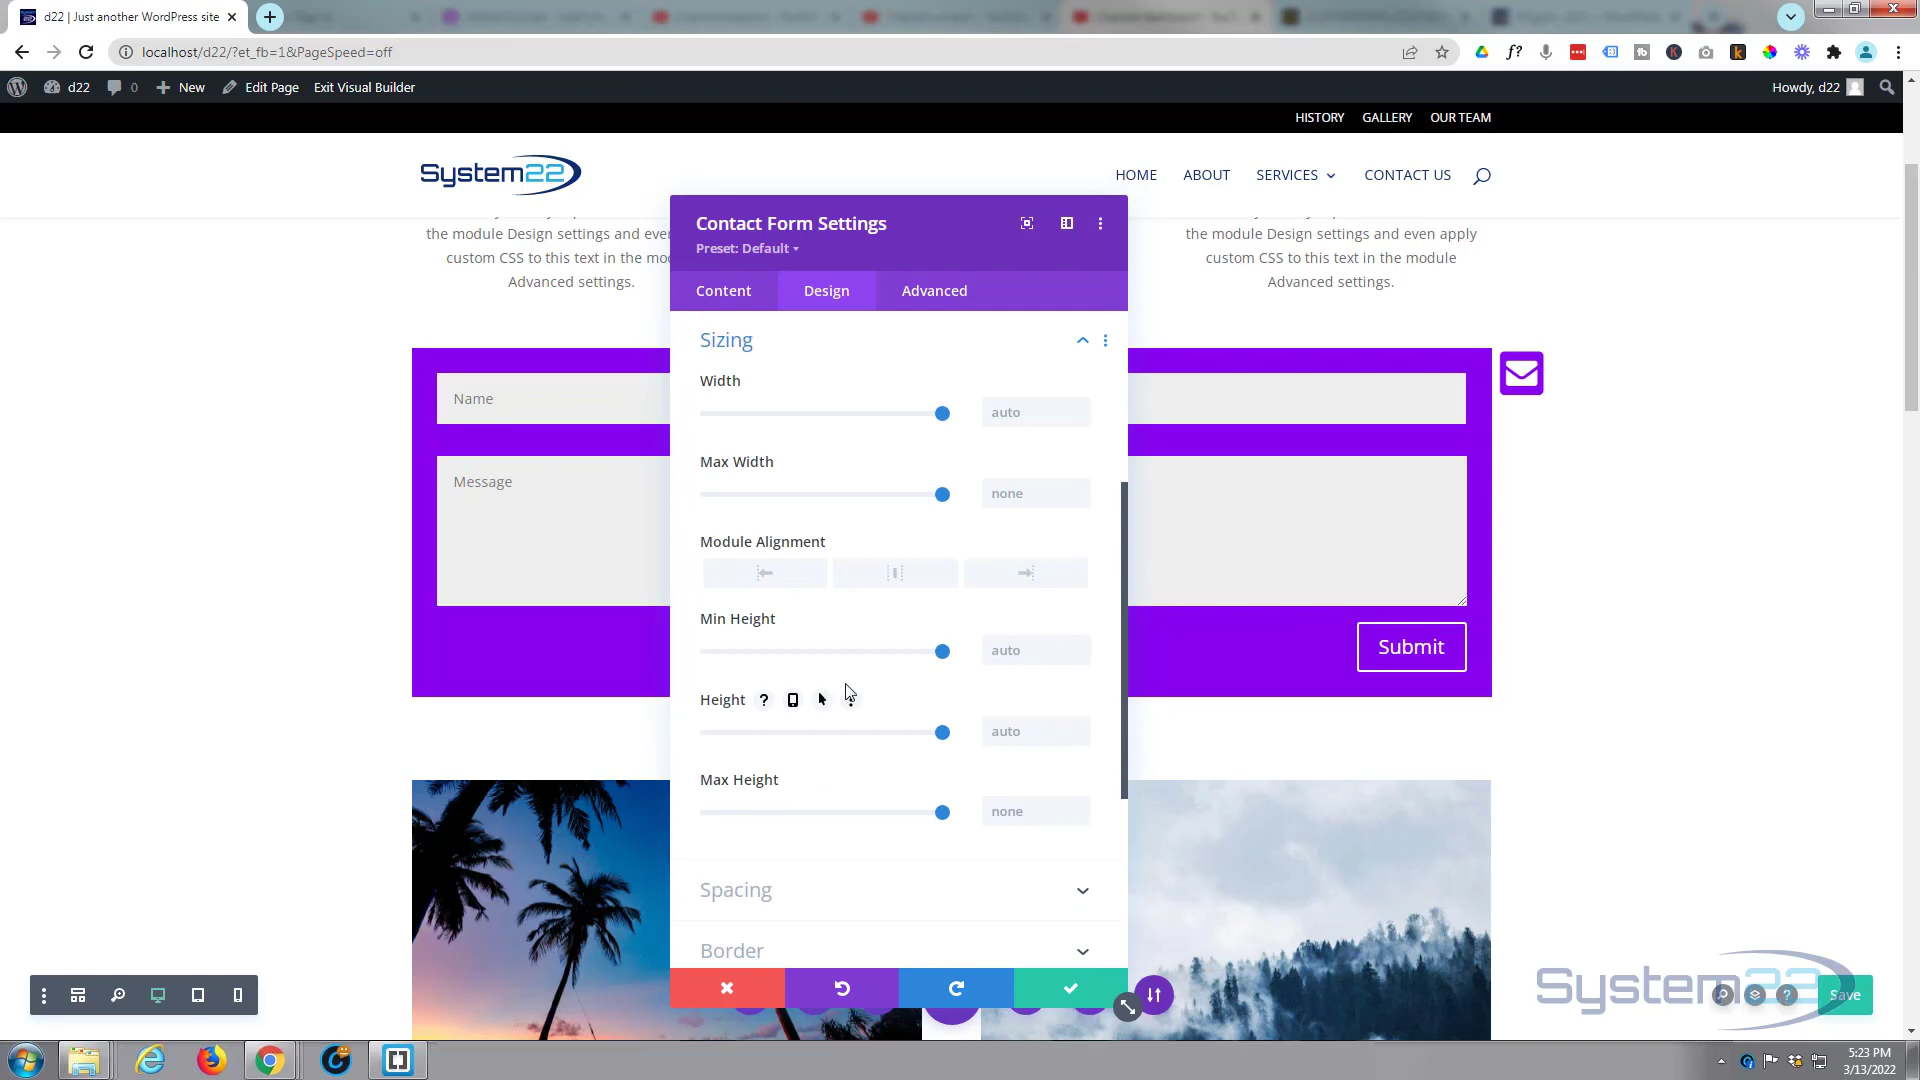 d22 | Just another WordPress site
localhost/d22/?et_fb=1&PageSpeed=off
d22 0 New Edit Page Exit Visual Builder Howdy, d22
HISTORY GALLERY OUR TEAM
System22 HOME ABOUT SERVICES CONTACT US
the module Design settings and even
custom CSS to this text in the mo
Advanced settings.
the module Design settings and even apply
custom CSS to this text in the module
Advanced settings.
Contact Form Settings
Preset: Default
Content Design Advanced
Sizing
Width
auto
Max Width
none
Module Alignment
Min Height
auto
Height ?
auto
Max Height
none
Spacing
Border
Name
Message
Submit
System22
Save
5:23 PM
3/13/2022